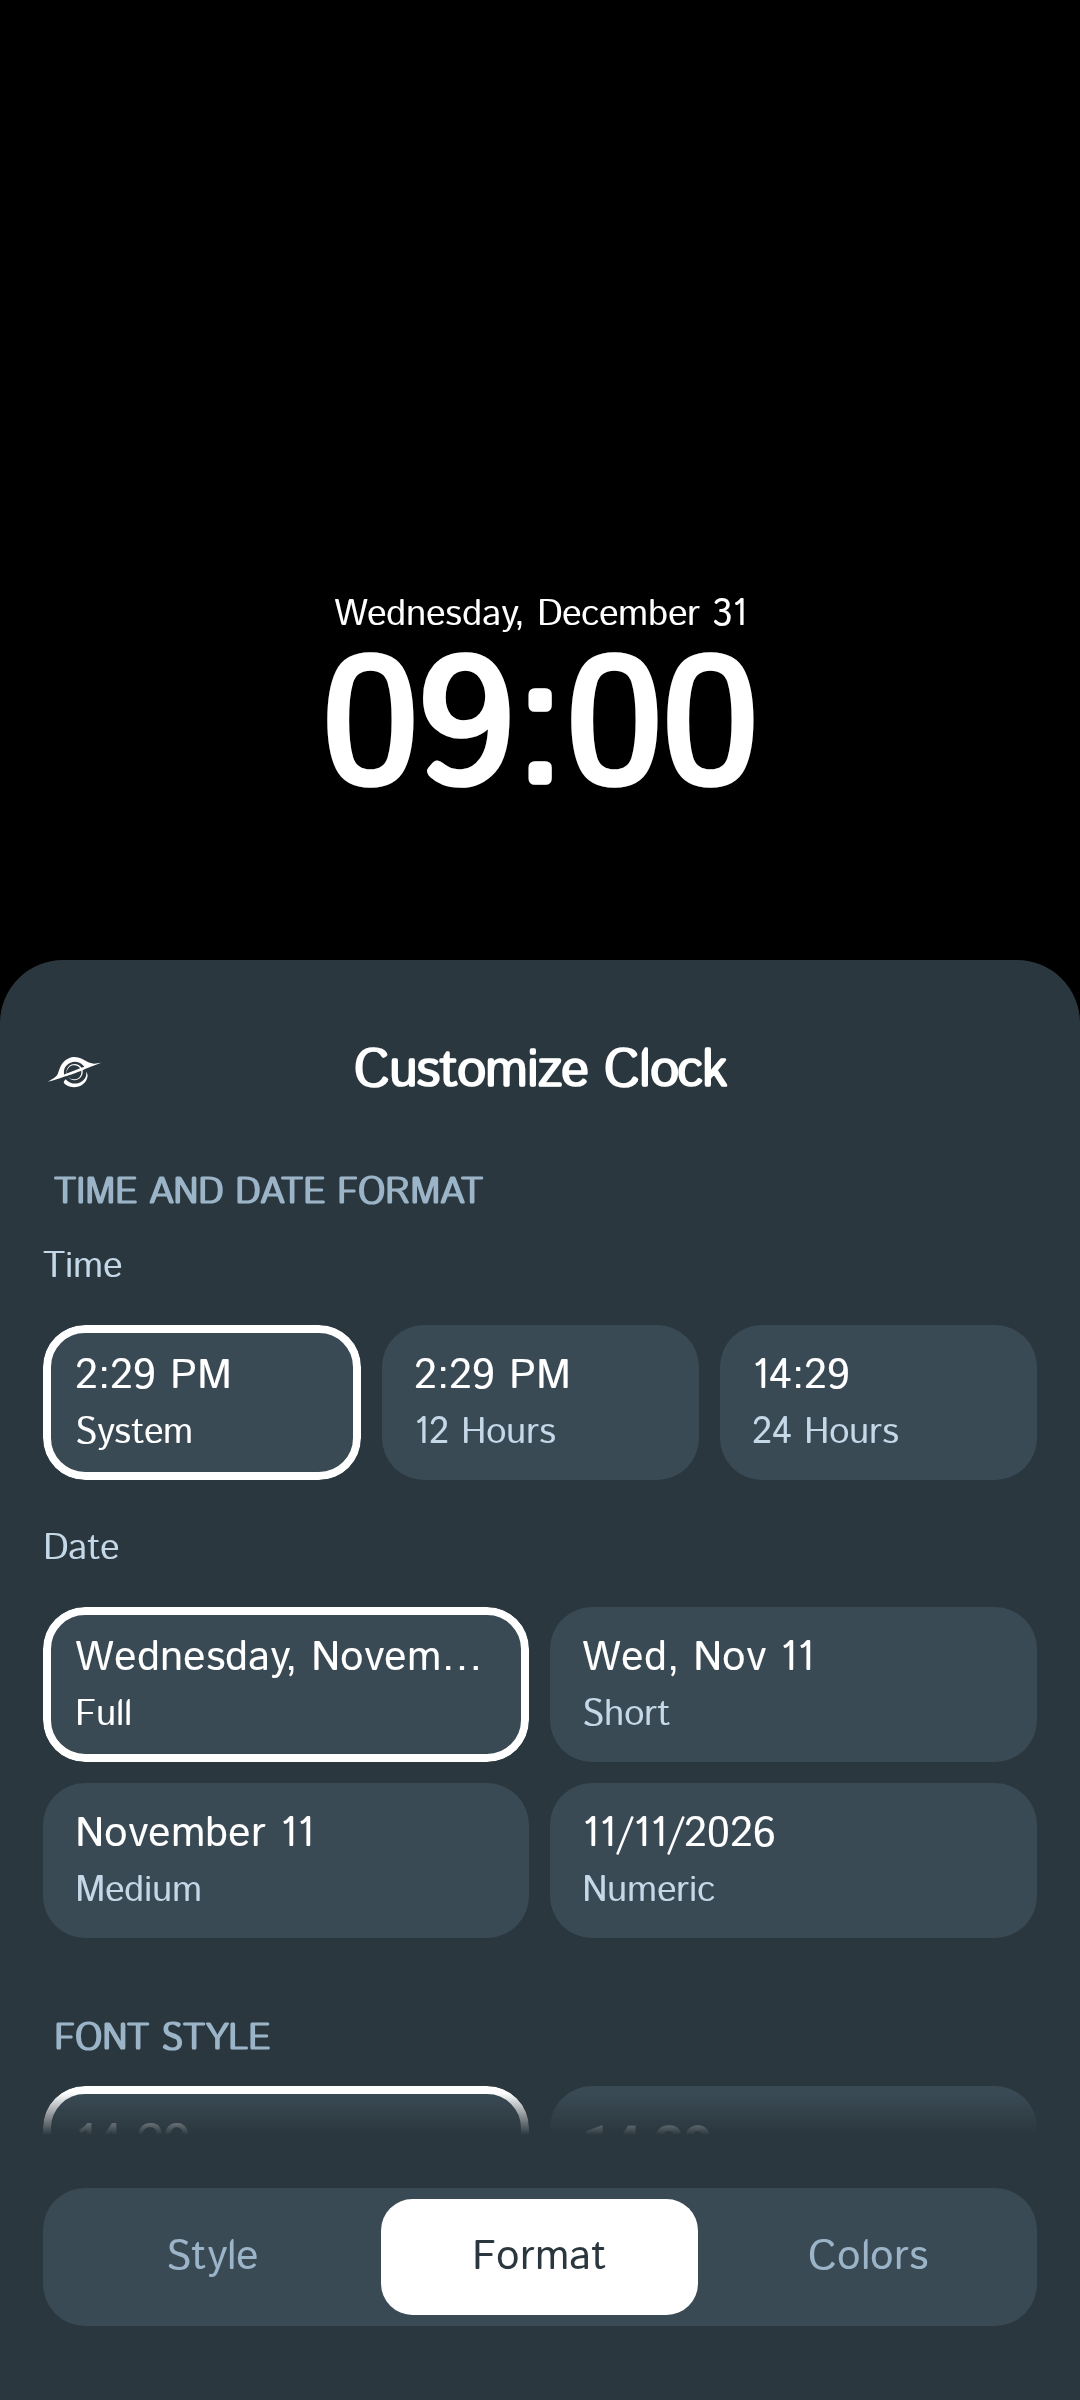 Wednesday, December 31
09:00
Customize Clock
TIME AND DATE FORMAT
Time
2:29 PM
System
2:29 PM
12 Hours
14:29
24 Hours
Date
Wednesday, Novem...
Full
Wed, Nov 11
Short
November 11
Medium
11/11/2026
Numeric
FONT STYLE
Style
Format
Colors